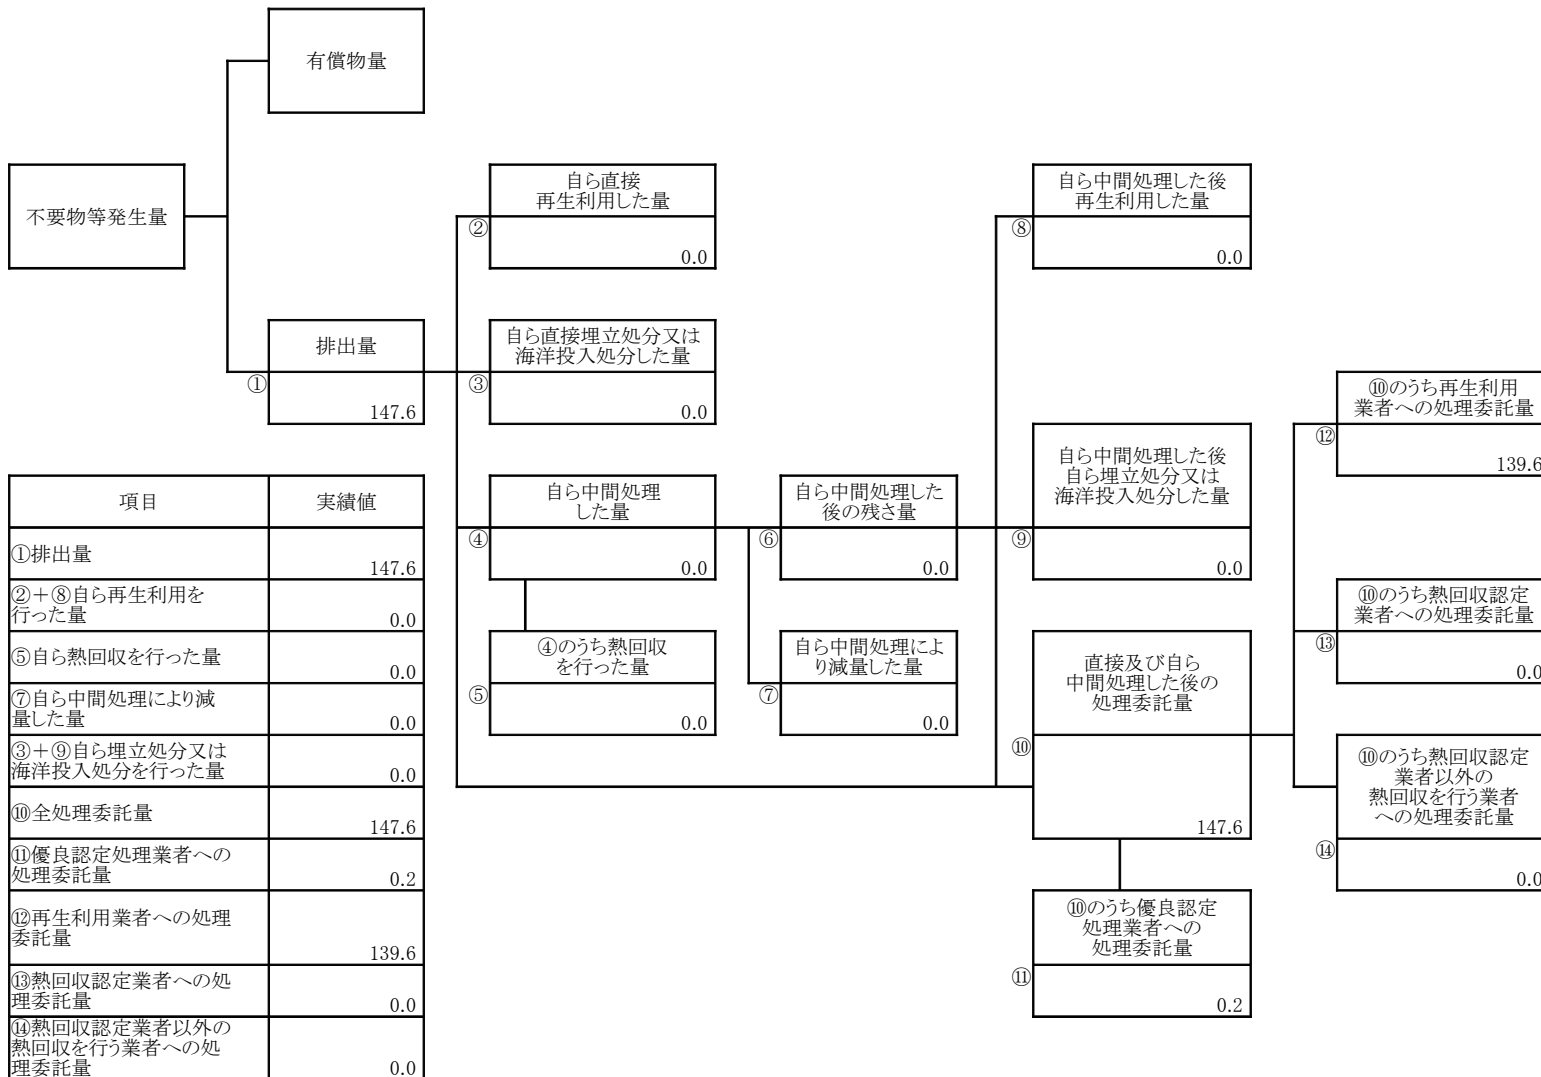 有償物量
不要物等発生量
自ら直接
再生利用した量
②
0.0
自ら中間処理した後
再生利用した量
⑧
0.0
排出量
①
147.6
自ら直接埋立処分又は
海洋投入処分した量
③
0.0
⑩のうち再生利用
業者への処理委託量
⑫
139.6
自ら中間処理
した量
④
0.0
自ら中間処理した
後の残さ量
⑥
0.0
自ら中間処理した後
自ら埋立処分又は
海洋投入処分した量
⑨
0.0
⑩のうち熱回収認定
業者への処理委託量
⑬
0.0
④のうち熱回収
を行った量
⑤
0.0
自ら中間処理によ
り減量した量
⑦
0.0
直接及び自ら
中間処理した後の
処理委託量
⑩
147.6
⑩のうち熱回収認定
業者以外の
熱回収を行う業者
への処理委託量
⑭
0.0
⑩のうち優良認定
処理業者への
処理委託量
⑪
0.2
項目 実績値
①排出量
147.6
②＋⑧自ら再生利用を
行った量 0.0
⑤自ら熱回収を行った量
0.0
⑦自ら中間処理により減
量した量 0.0
③＋⑨自ら埋立処分又は
海洋投入処分を行った量 0.0
⑩全処理委託量
147.6
⑪優良認定処理業者への
処理委託量 0.2
⑫再生利用業者への処理
委託量
139.6
⑬熱回収認定業者への処
理委託量 0.0
⑭熱回収認定業者以外の
熱回収を行う業者への処
理委託量 0.0